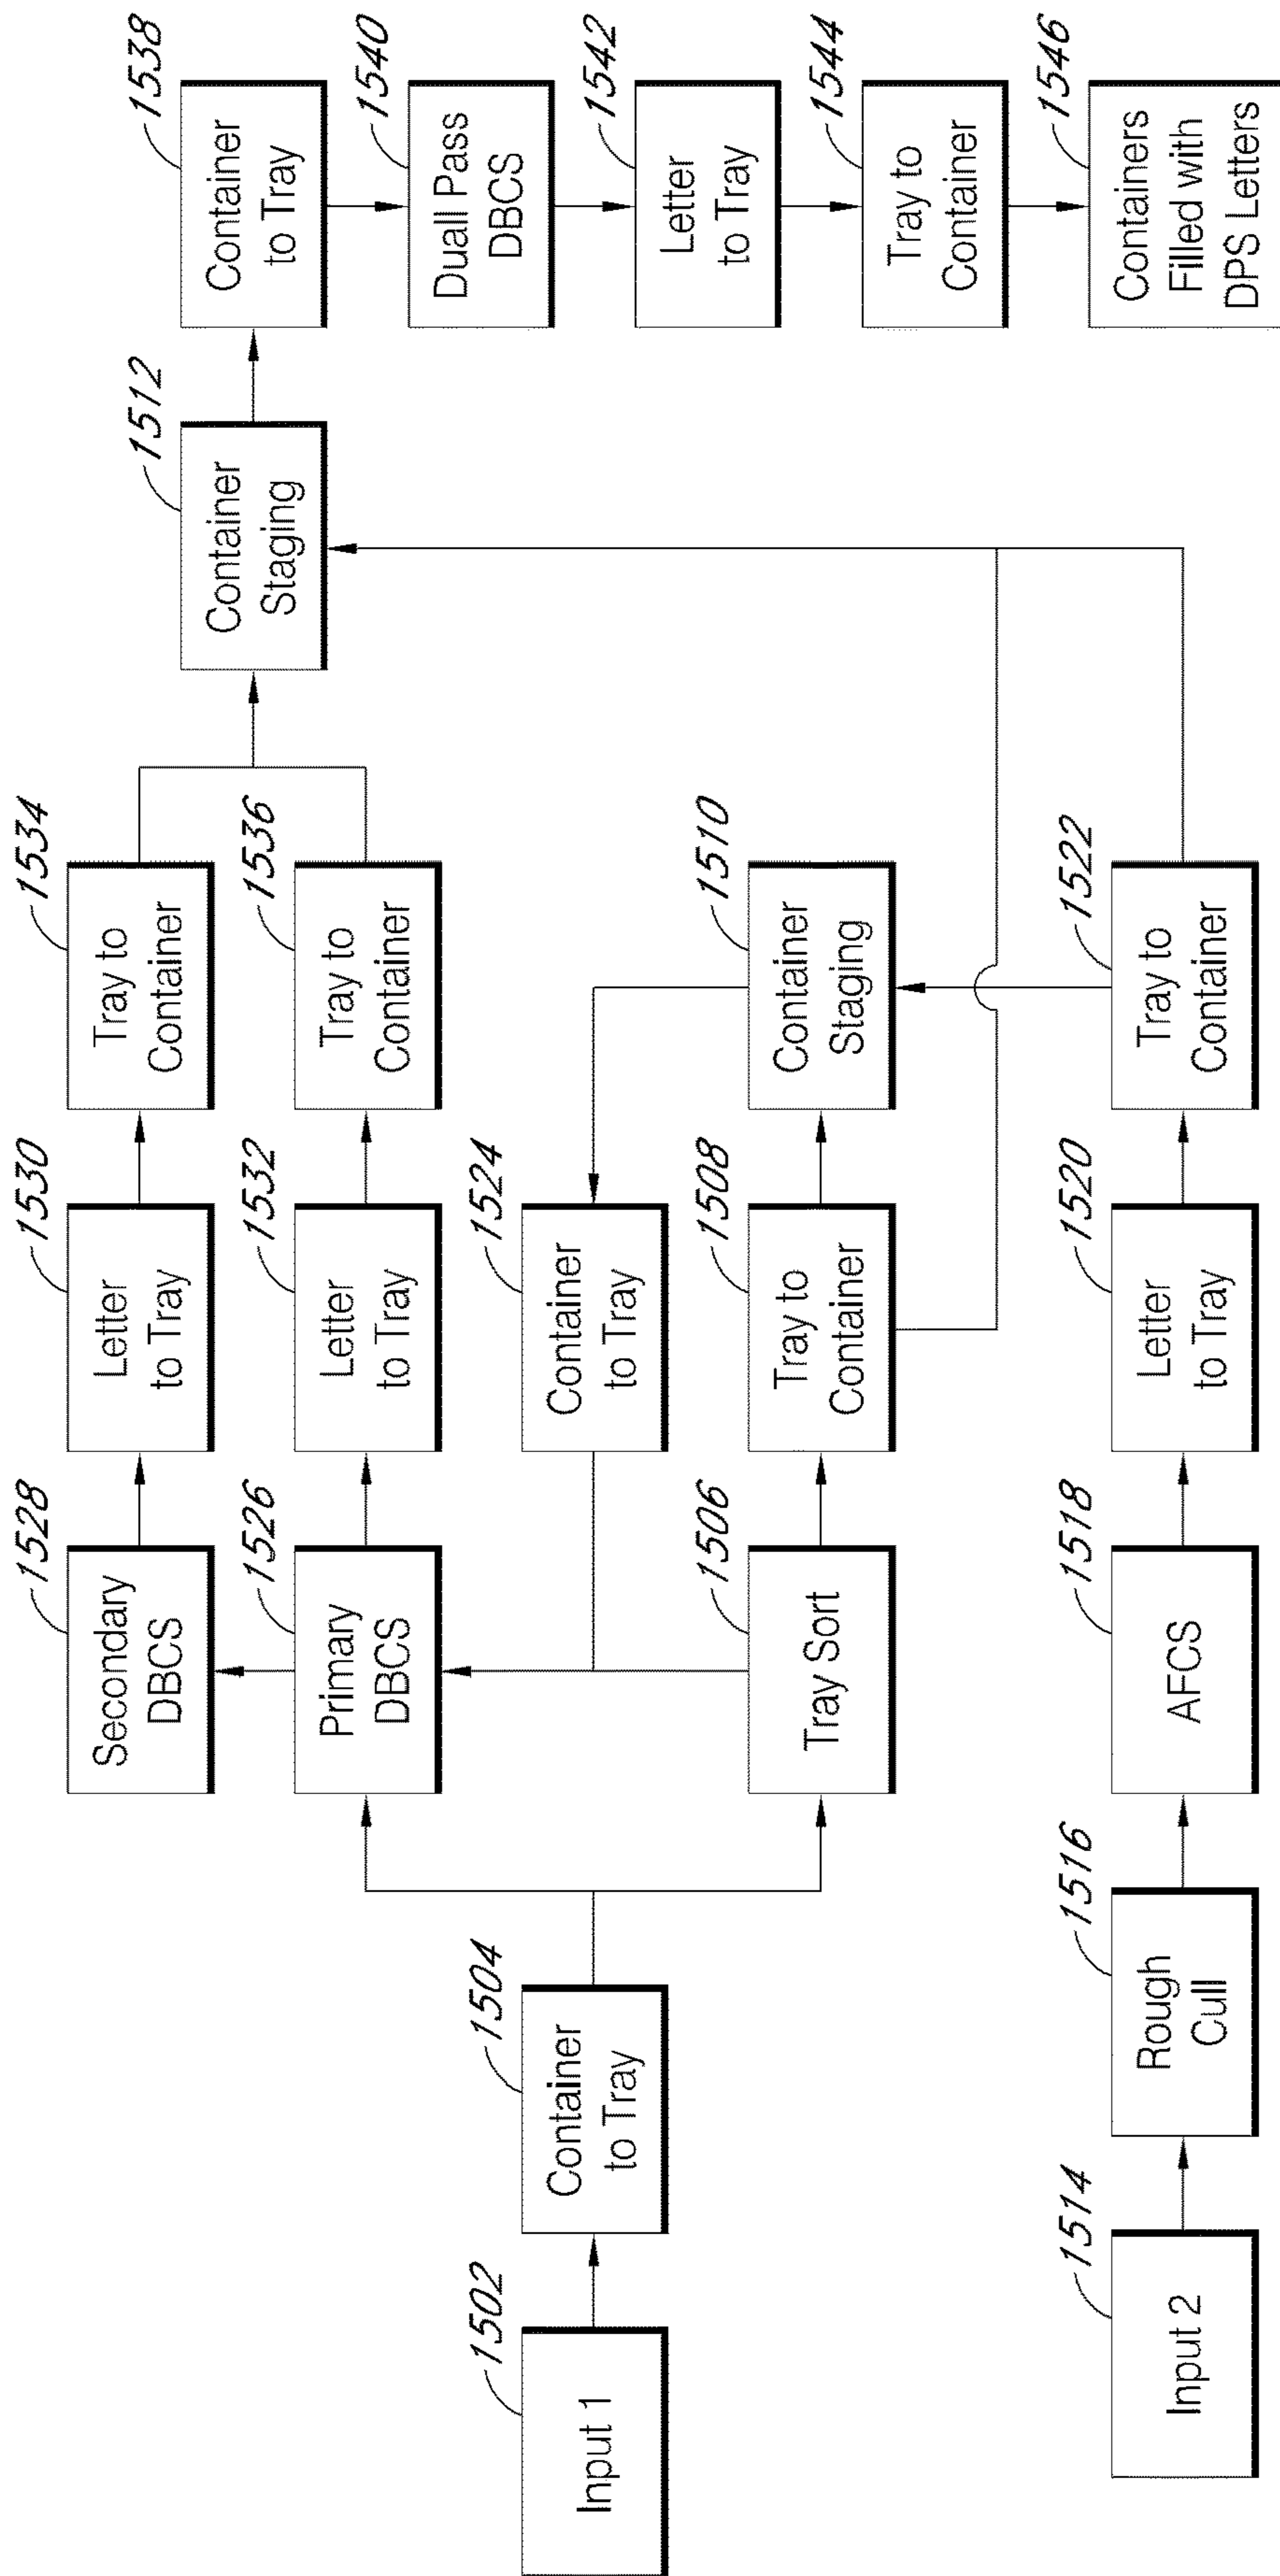 1528
Secondary
DBCS
1530
Letter
to Tray
1534
Tray to
Container
1526
Primary
DBCS
1532
Letter
to Tray
1536
Tray to
Container
1512
Container
Staging
1538
Container
to Tray
1540
Duall Pass
DBCS
1542
Letter
to Tray
1544
Tray to
Container
1546
Containers
Filled with
DPS Letters
1502
Input 1
1504
Container
to Tray
1524
Container
to Tray
1506
Tray Sort
1508
Tray to
Container
1510
Container
Staging
1514
Input 2
1516
Rough
Cull
1518
AFCS
1520
Letter
to Tray
1522
Tray to
Container